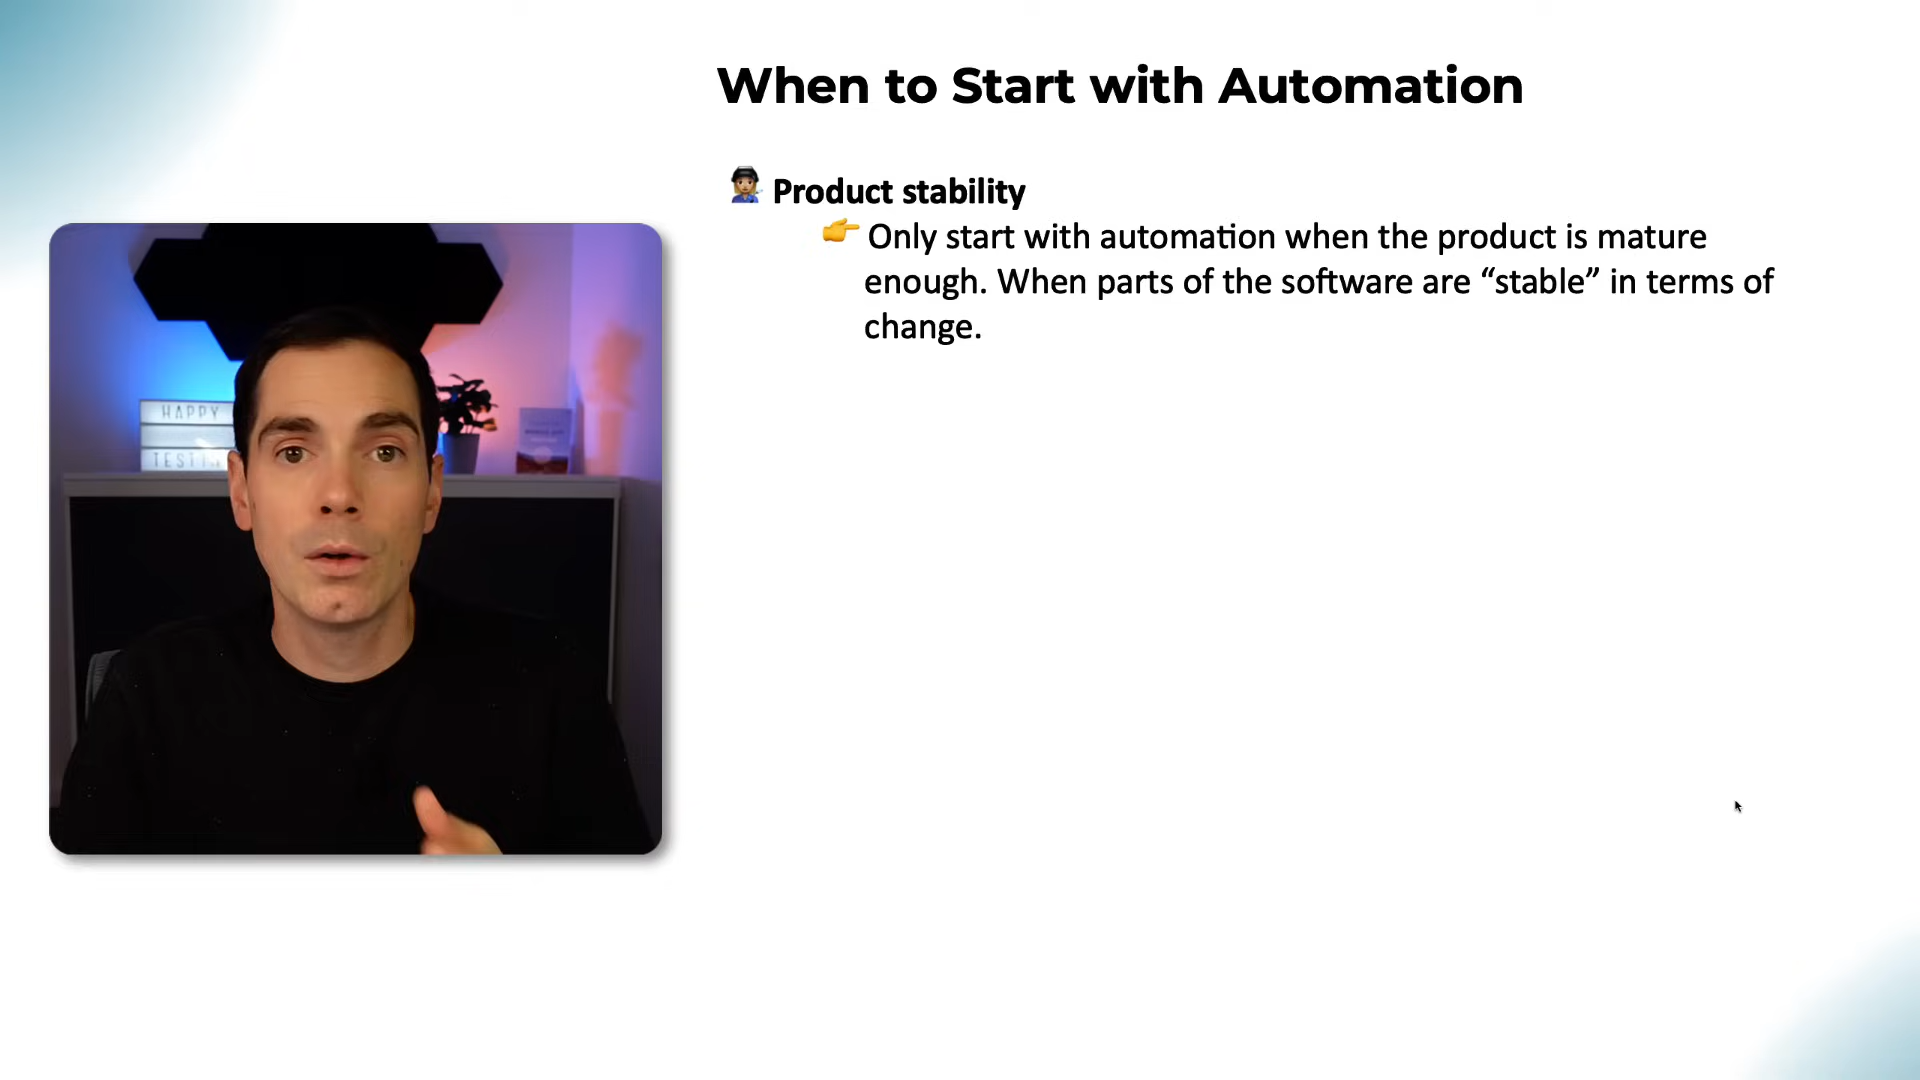 When to Start with Automation
Product stability
Only start with automation when the product is mature
enough. When parts of the software are “stable” in terms of
change.
HAPPY